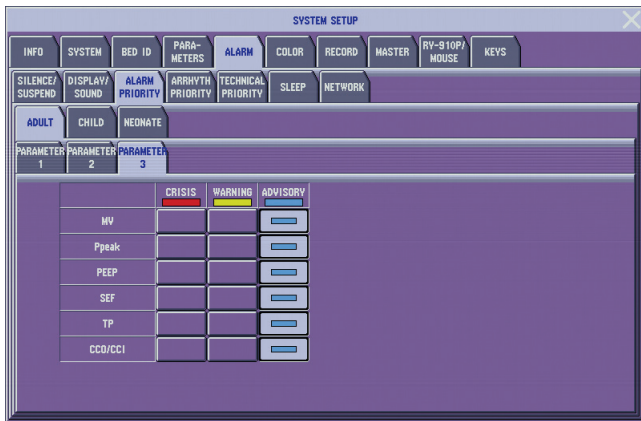 SYSTEM SETUP
INFO SYSTEM BED ID PARA-
METERS ALARM COLOR RECORD MASTER RY-910P/
MOUSE KEYS
SILENCE/
SUSPEND DISPLAY/
SOUND ALARM
PRIORITY ARRHYTH
PRIORITY TECHNICAL
PRIORITY SLEEP NETWORK
ADULT CHILD NEONATE
PARAMETER
1 PARAMETER
2 PARAMETER
3
CRISIS WARNING ADVISORY
MV
Ppeak
PEEP
SEF
TP
CCO/CCI